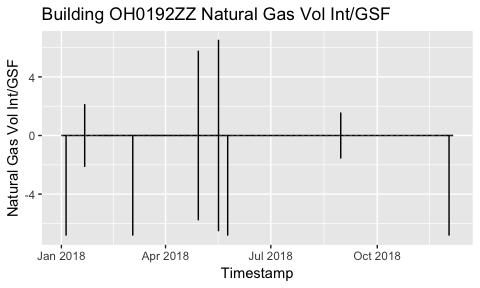 Building OH0192ZZ Natural Gas Vol Int/GSF
Natural Gas Vol Int/GSF
4
0
-4
Jan 2018
Apr 2018
Jul 2018
Oct 2018
Timestamp